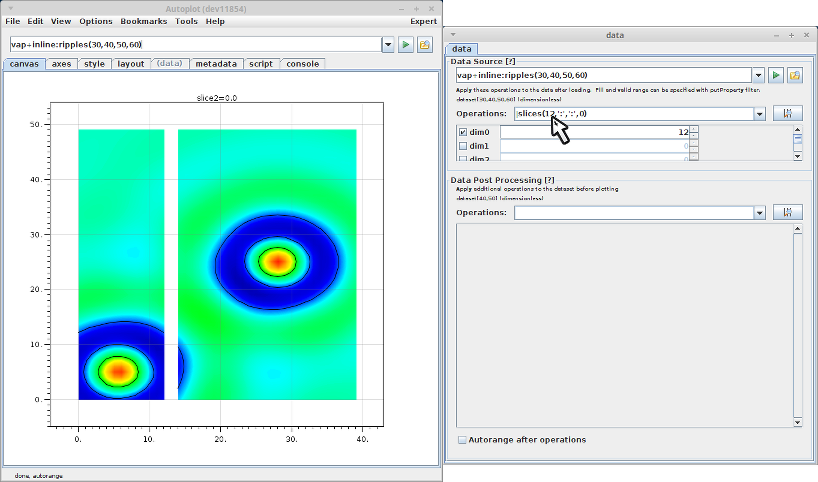 Autoplot (dev11854)
File Edit View Options Bookmarks Tools Help Expert
vap+inline:ripples(30,40,50,60)
canvas axes style layout (data) metadata script console
slice2=0.0
50.
40.
30.
20.
10.
0.
0. 10. 20. 30. 40.
done, autorange
data
data
Data Source [?]
vap+inline:ripples(30,40,50,60)
Apply these operations to the data after loading. Fill and valid range can be specified with putProperty filter.
dataset[30,40,50,60] (dimensionless)
Operations: |slices(12,':',':',0)
dim0 12
dim1 0
dim2
Data Post Processing [?]
Apply additional operations to the dataset before plotting
dataset[40,50] (dimensionless)
Operations:
Autorange after operations